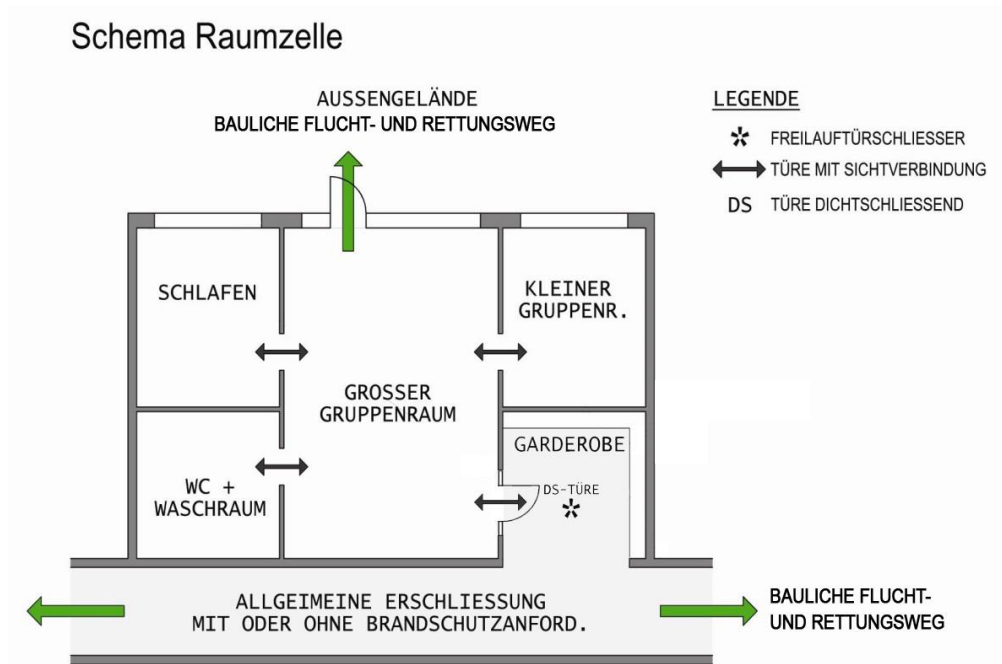 Schema Raumzelle
AUSSENGELÄNDE
BAULICHE FLUCHT- UND RETTUNGSWEG
LEGENDE
* FREILAUFTÜRSCHLIESSER
TÜRE MIT SICHTVERBINDUNG
DS TÜRE DICHTSCHLIESSEND
SCHLAFEN
KLEINER
GRUPPENR.
GROSSER
GRUPPENRAUM
GARDEROBE
WC +
WASCHRAUM
DS-TÜRE
*
ALLGEIMEINE ERSCHLIESSUNG
MIT ODER OHNE BRANDSCHUTZANFORD.
BAULICHE FLUCHT-
UND RETTUNGSWEG